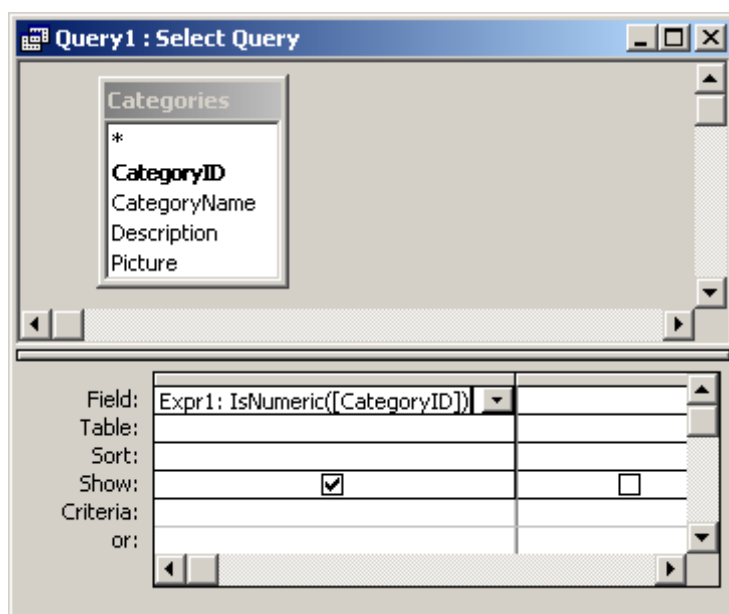 Query1 : Select Query
Categories
*
CategoryID
CategoryName
Description
Picture
Field: Expr1: IsNumeric([CategoryID])
Table:
Sort:
Show:
Criteria:
or: